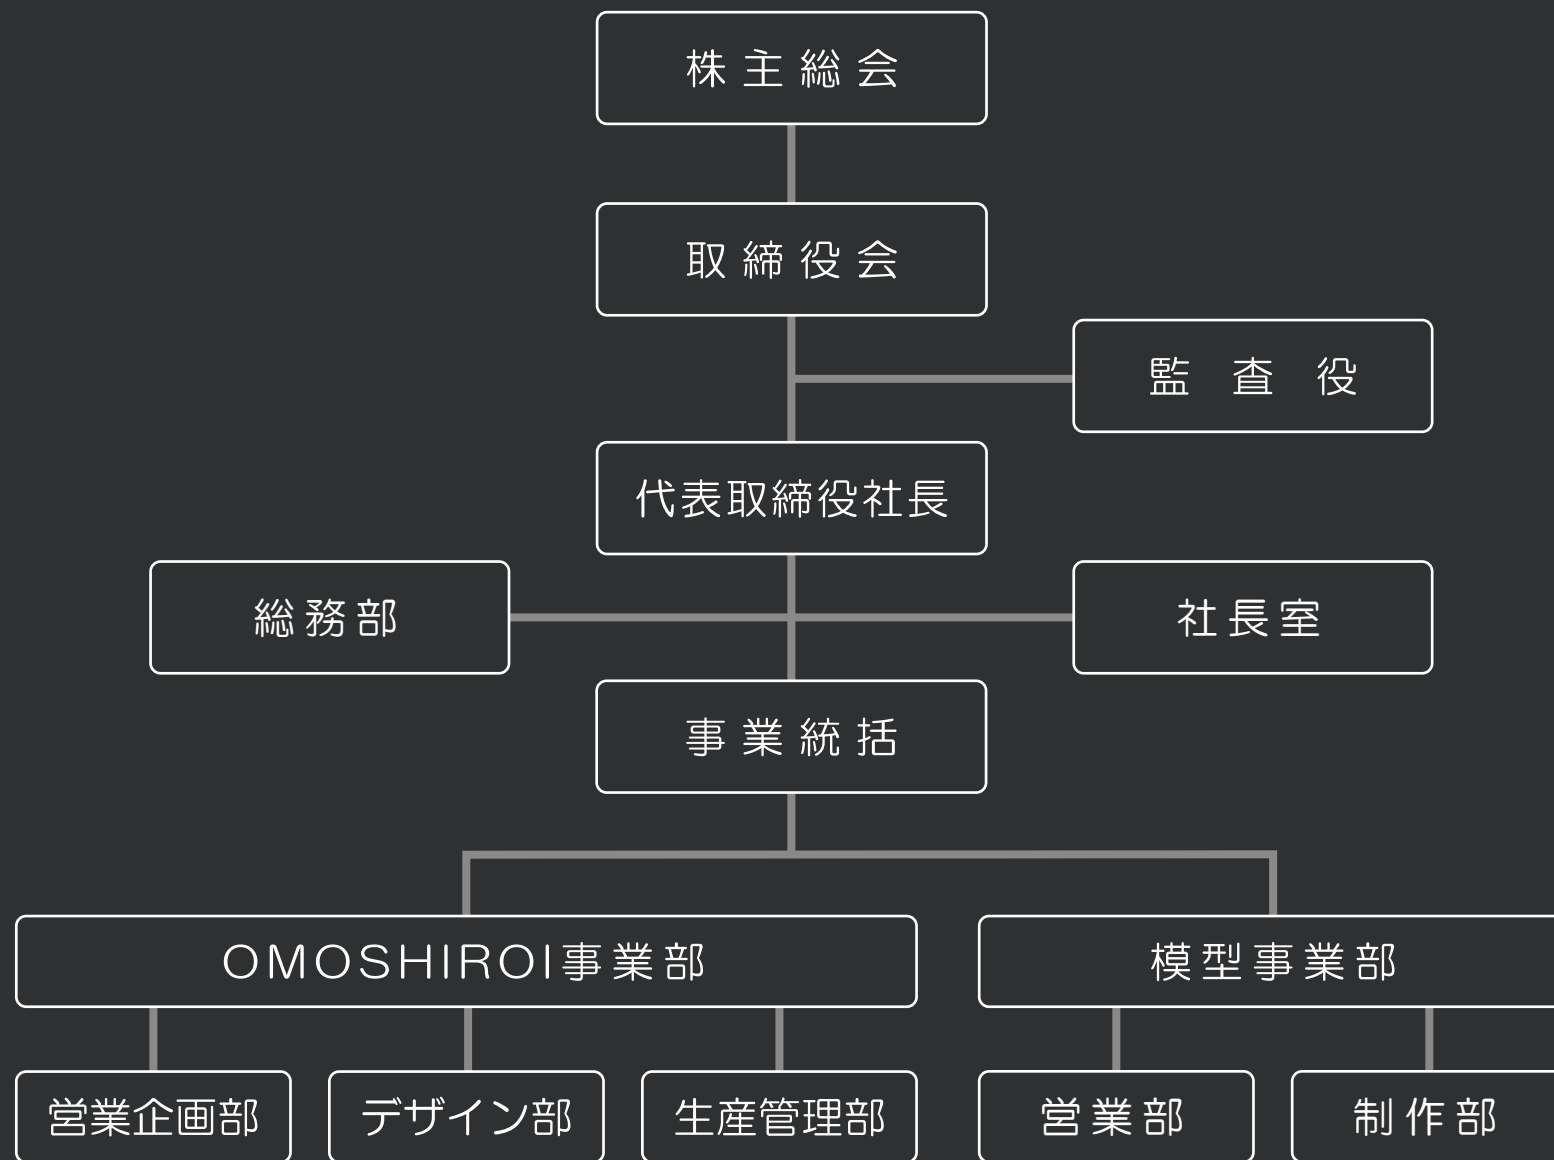 株主総会
取締役会
監査役
代表取締役社長
総務部
社長室
事業統括
OMOSHIROI事業部
模型事業部
営業企画部
デザイン部
生産管理部
営業部
制作部